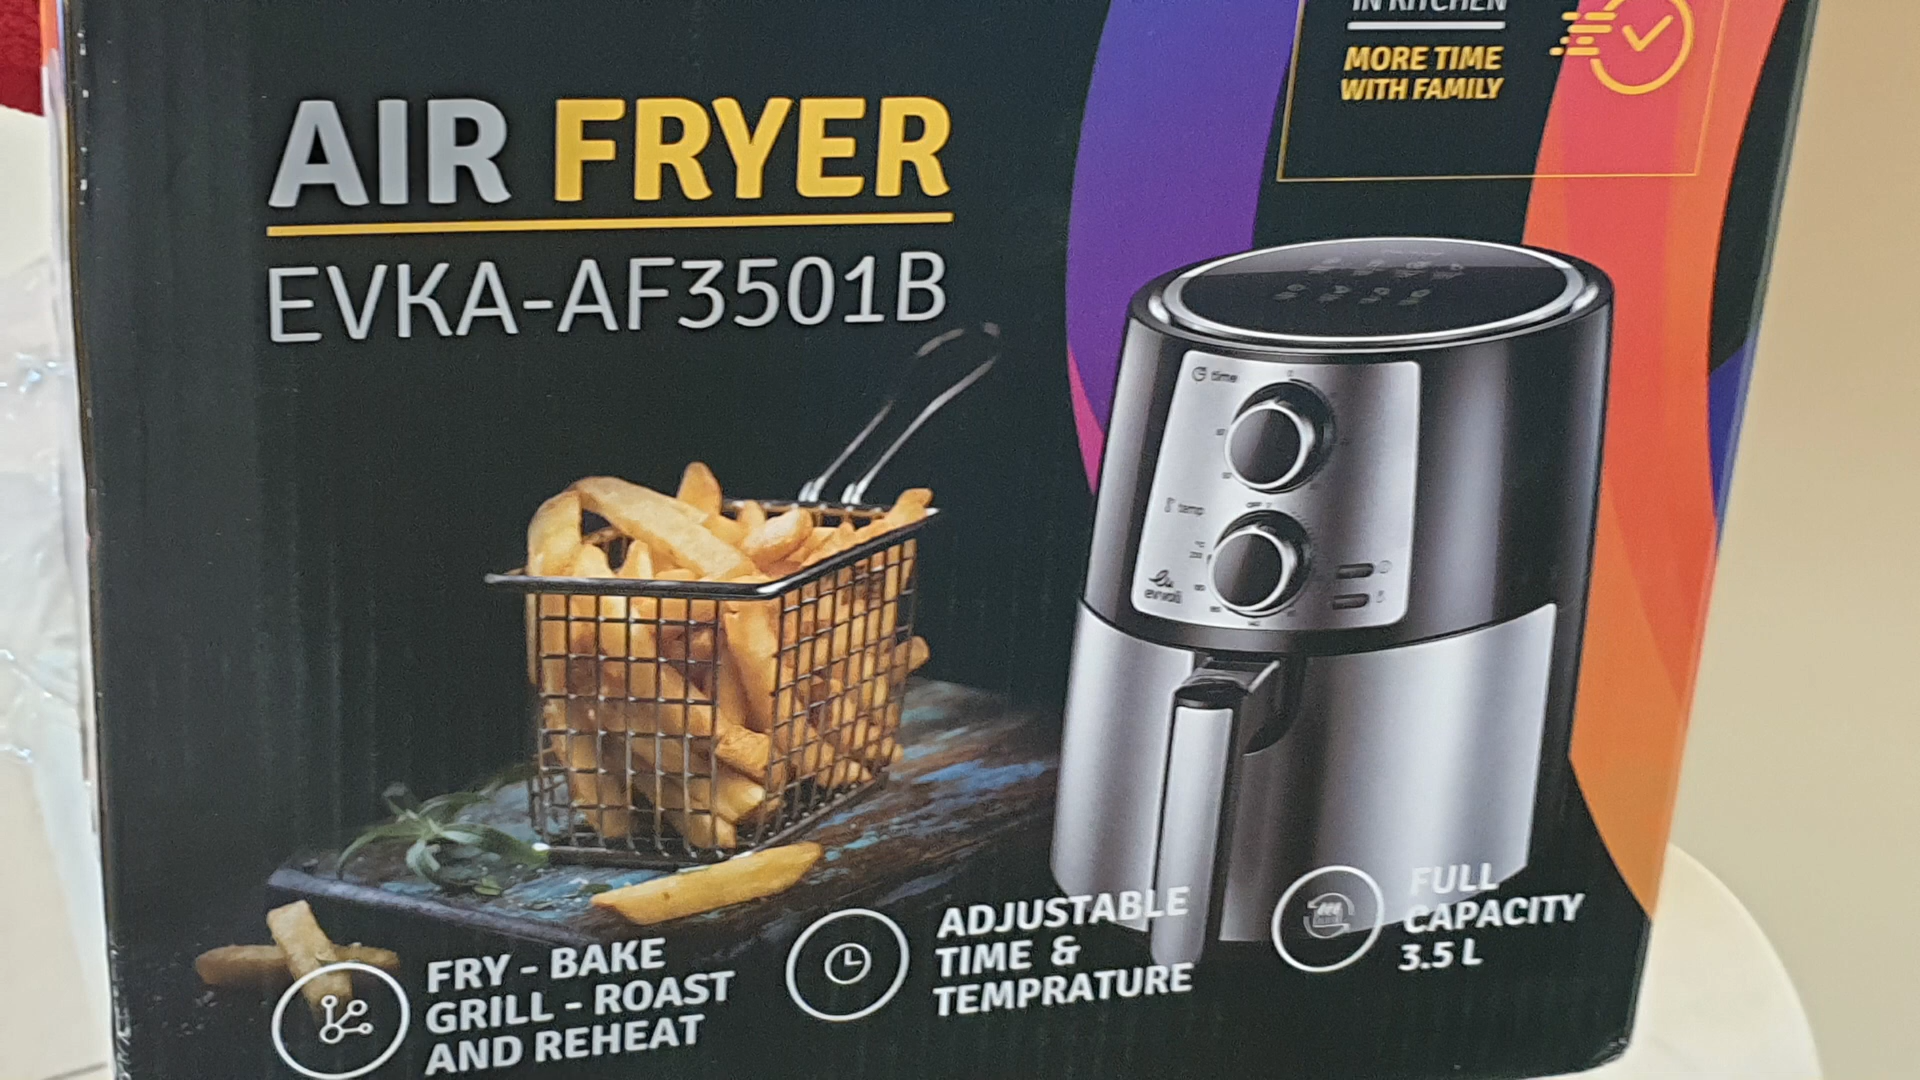 IN KITCHEN
MORE TIME
WITH FAMILY
AIR FRYER
EVKA-AF3501B
time
temp
evvoli
FRY - BAKE
GRILL - ROAST
AND REHEAT
ADJUSTABLE
TIME &
TEMPRATURE
FULL
CAPACITY
3.5 L